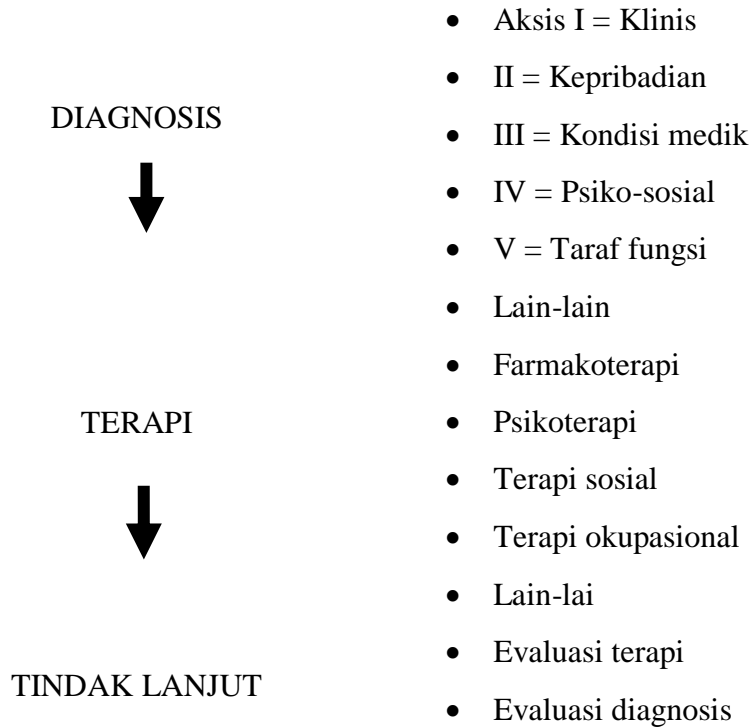 • Aksis I = Klinis
• II = Kepribadian
DIAGNOSIS
• III = Kondisi medik
• IV = Psiko-sosial
• V = Taraf fungsi
• Lain-lain
• Farmakoterapi
TERAPI
• Psikoterapi
• Terapi sosial
• Terapi okupasional
• Lain-lai
• Evaluasi terapi
TINDAK LANJUT
• Evaluasi diagnosis